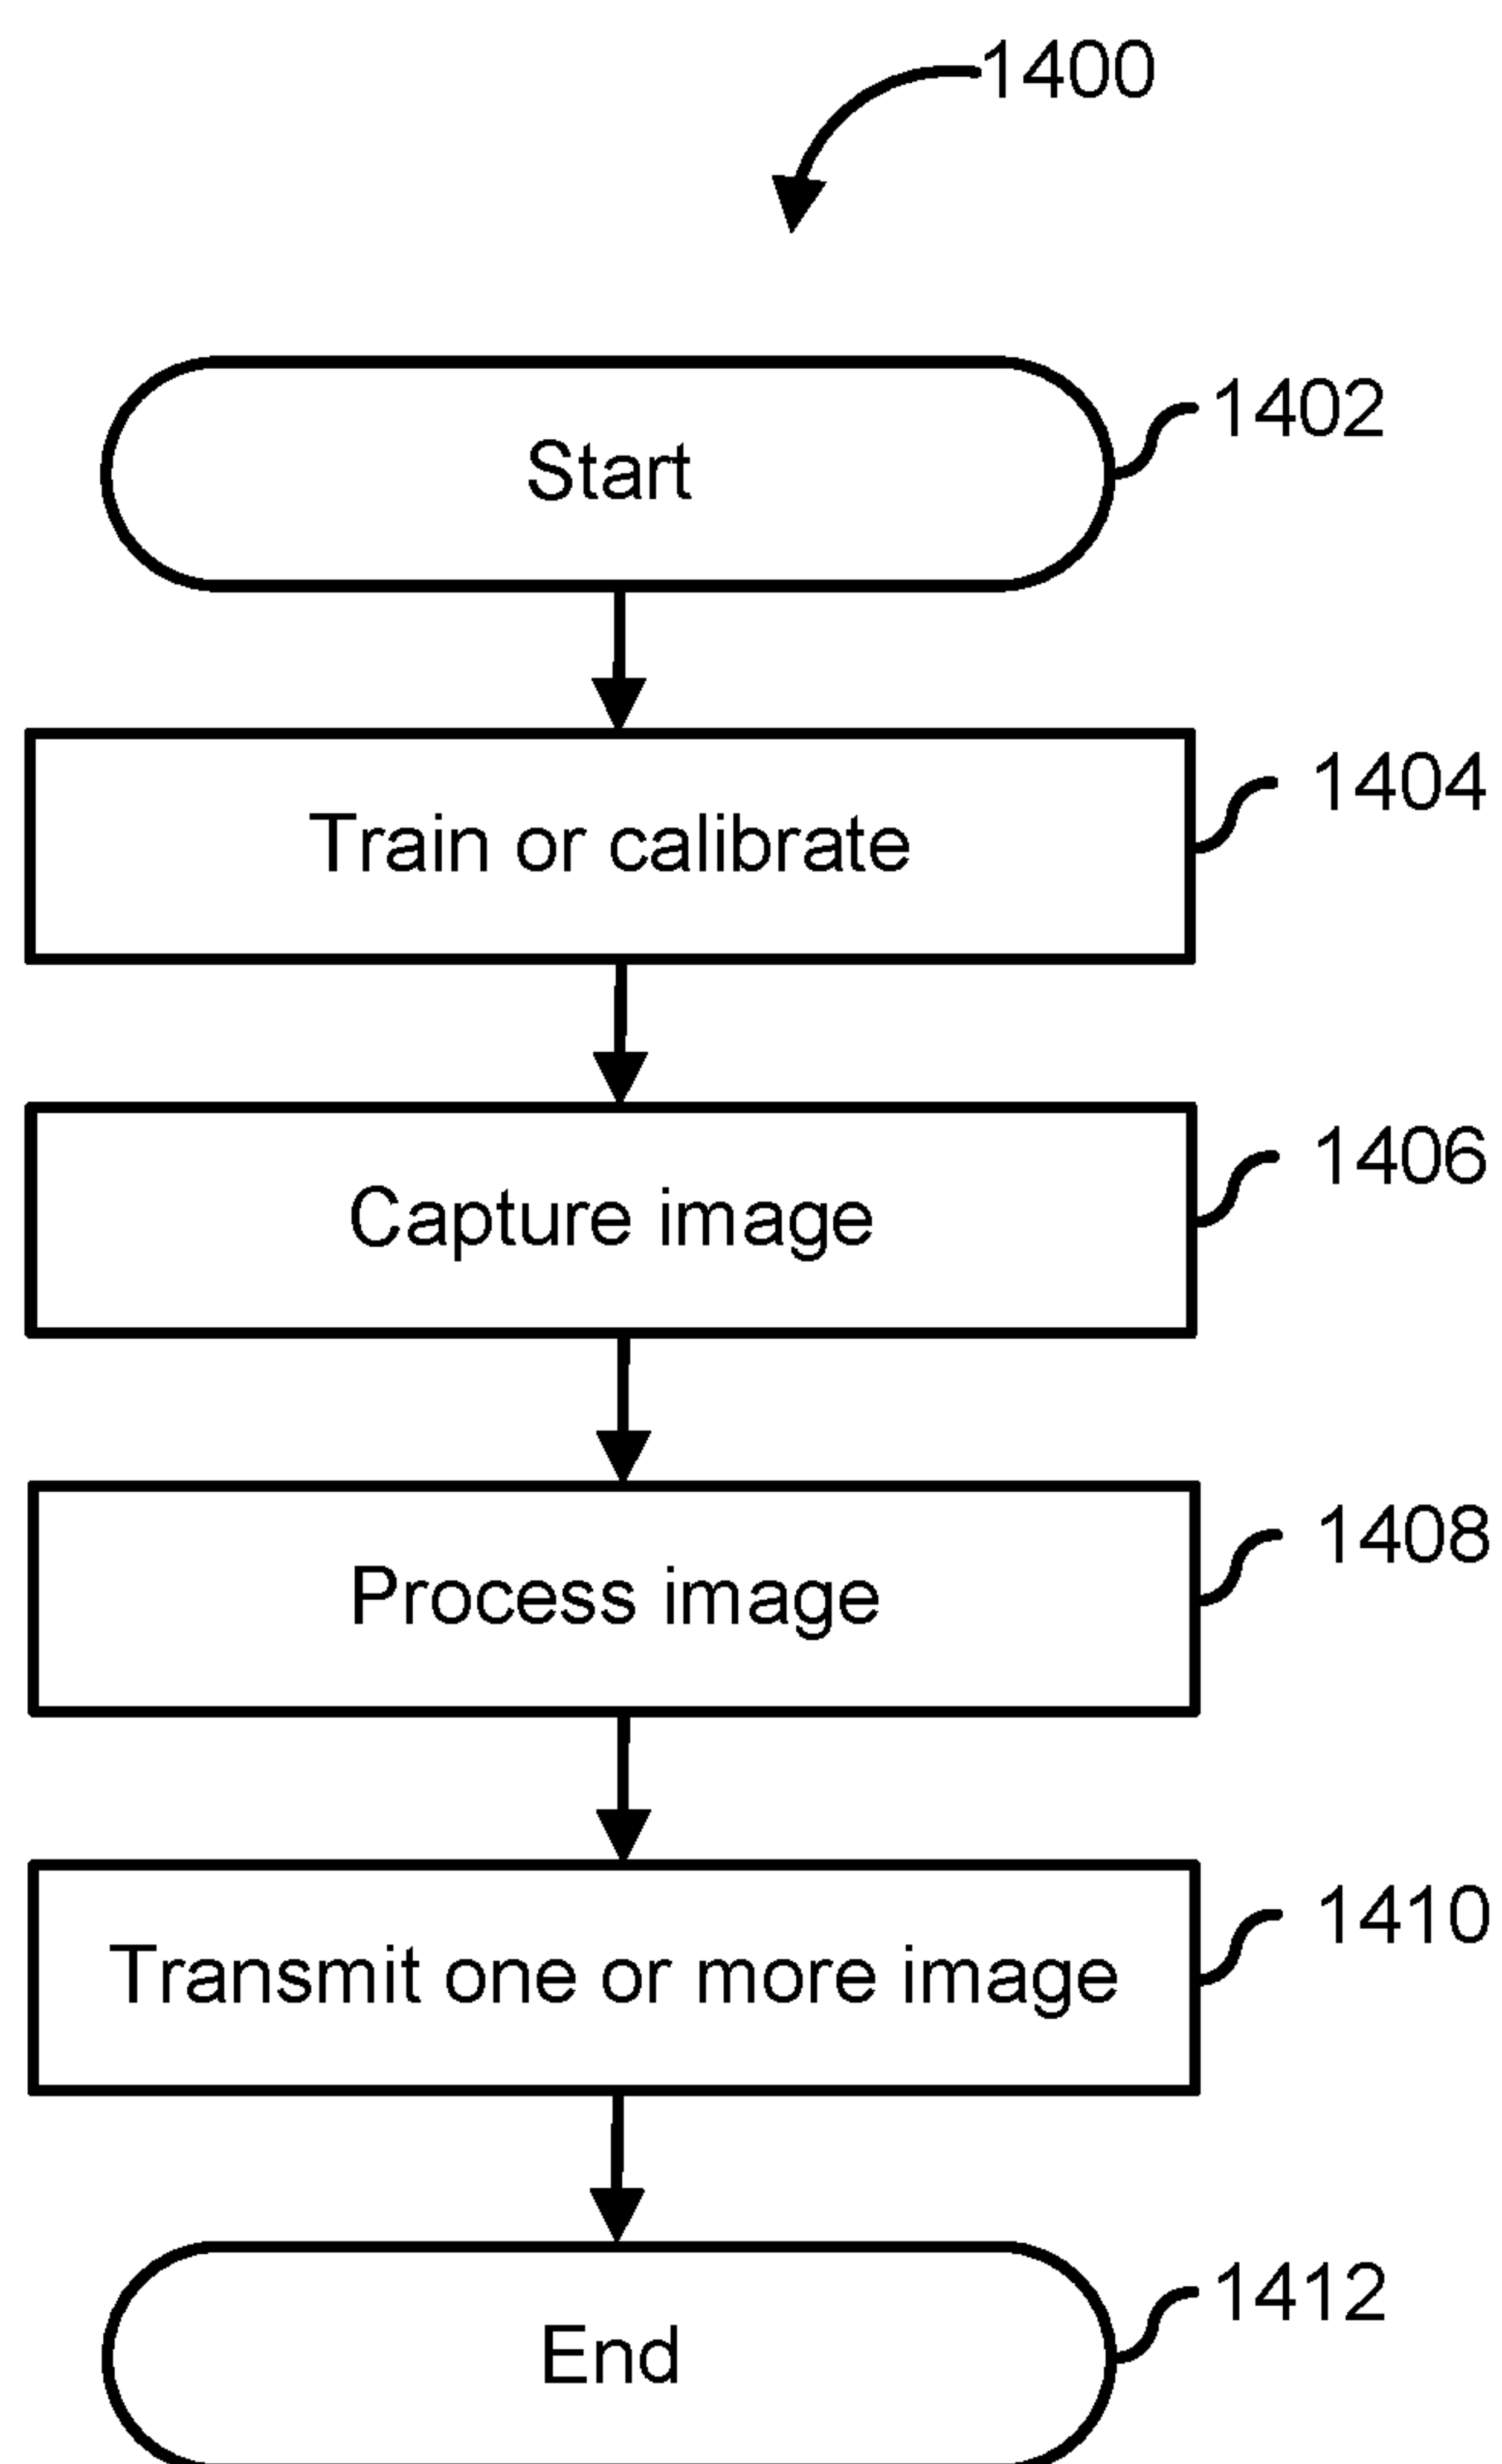 1400
Start
1402
Train or calibrate
1404
Capture image
1406
Process image
1408
Transmit one or more image
1410
End
1412